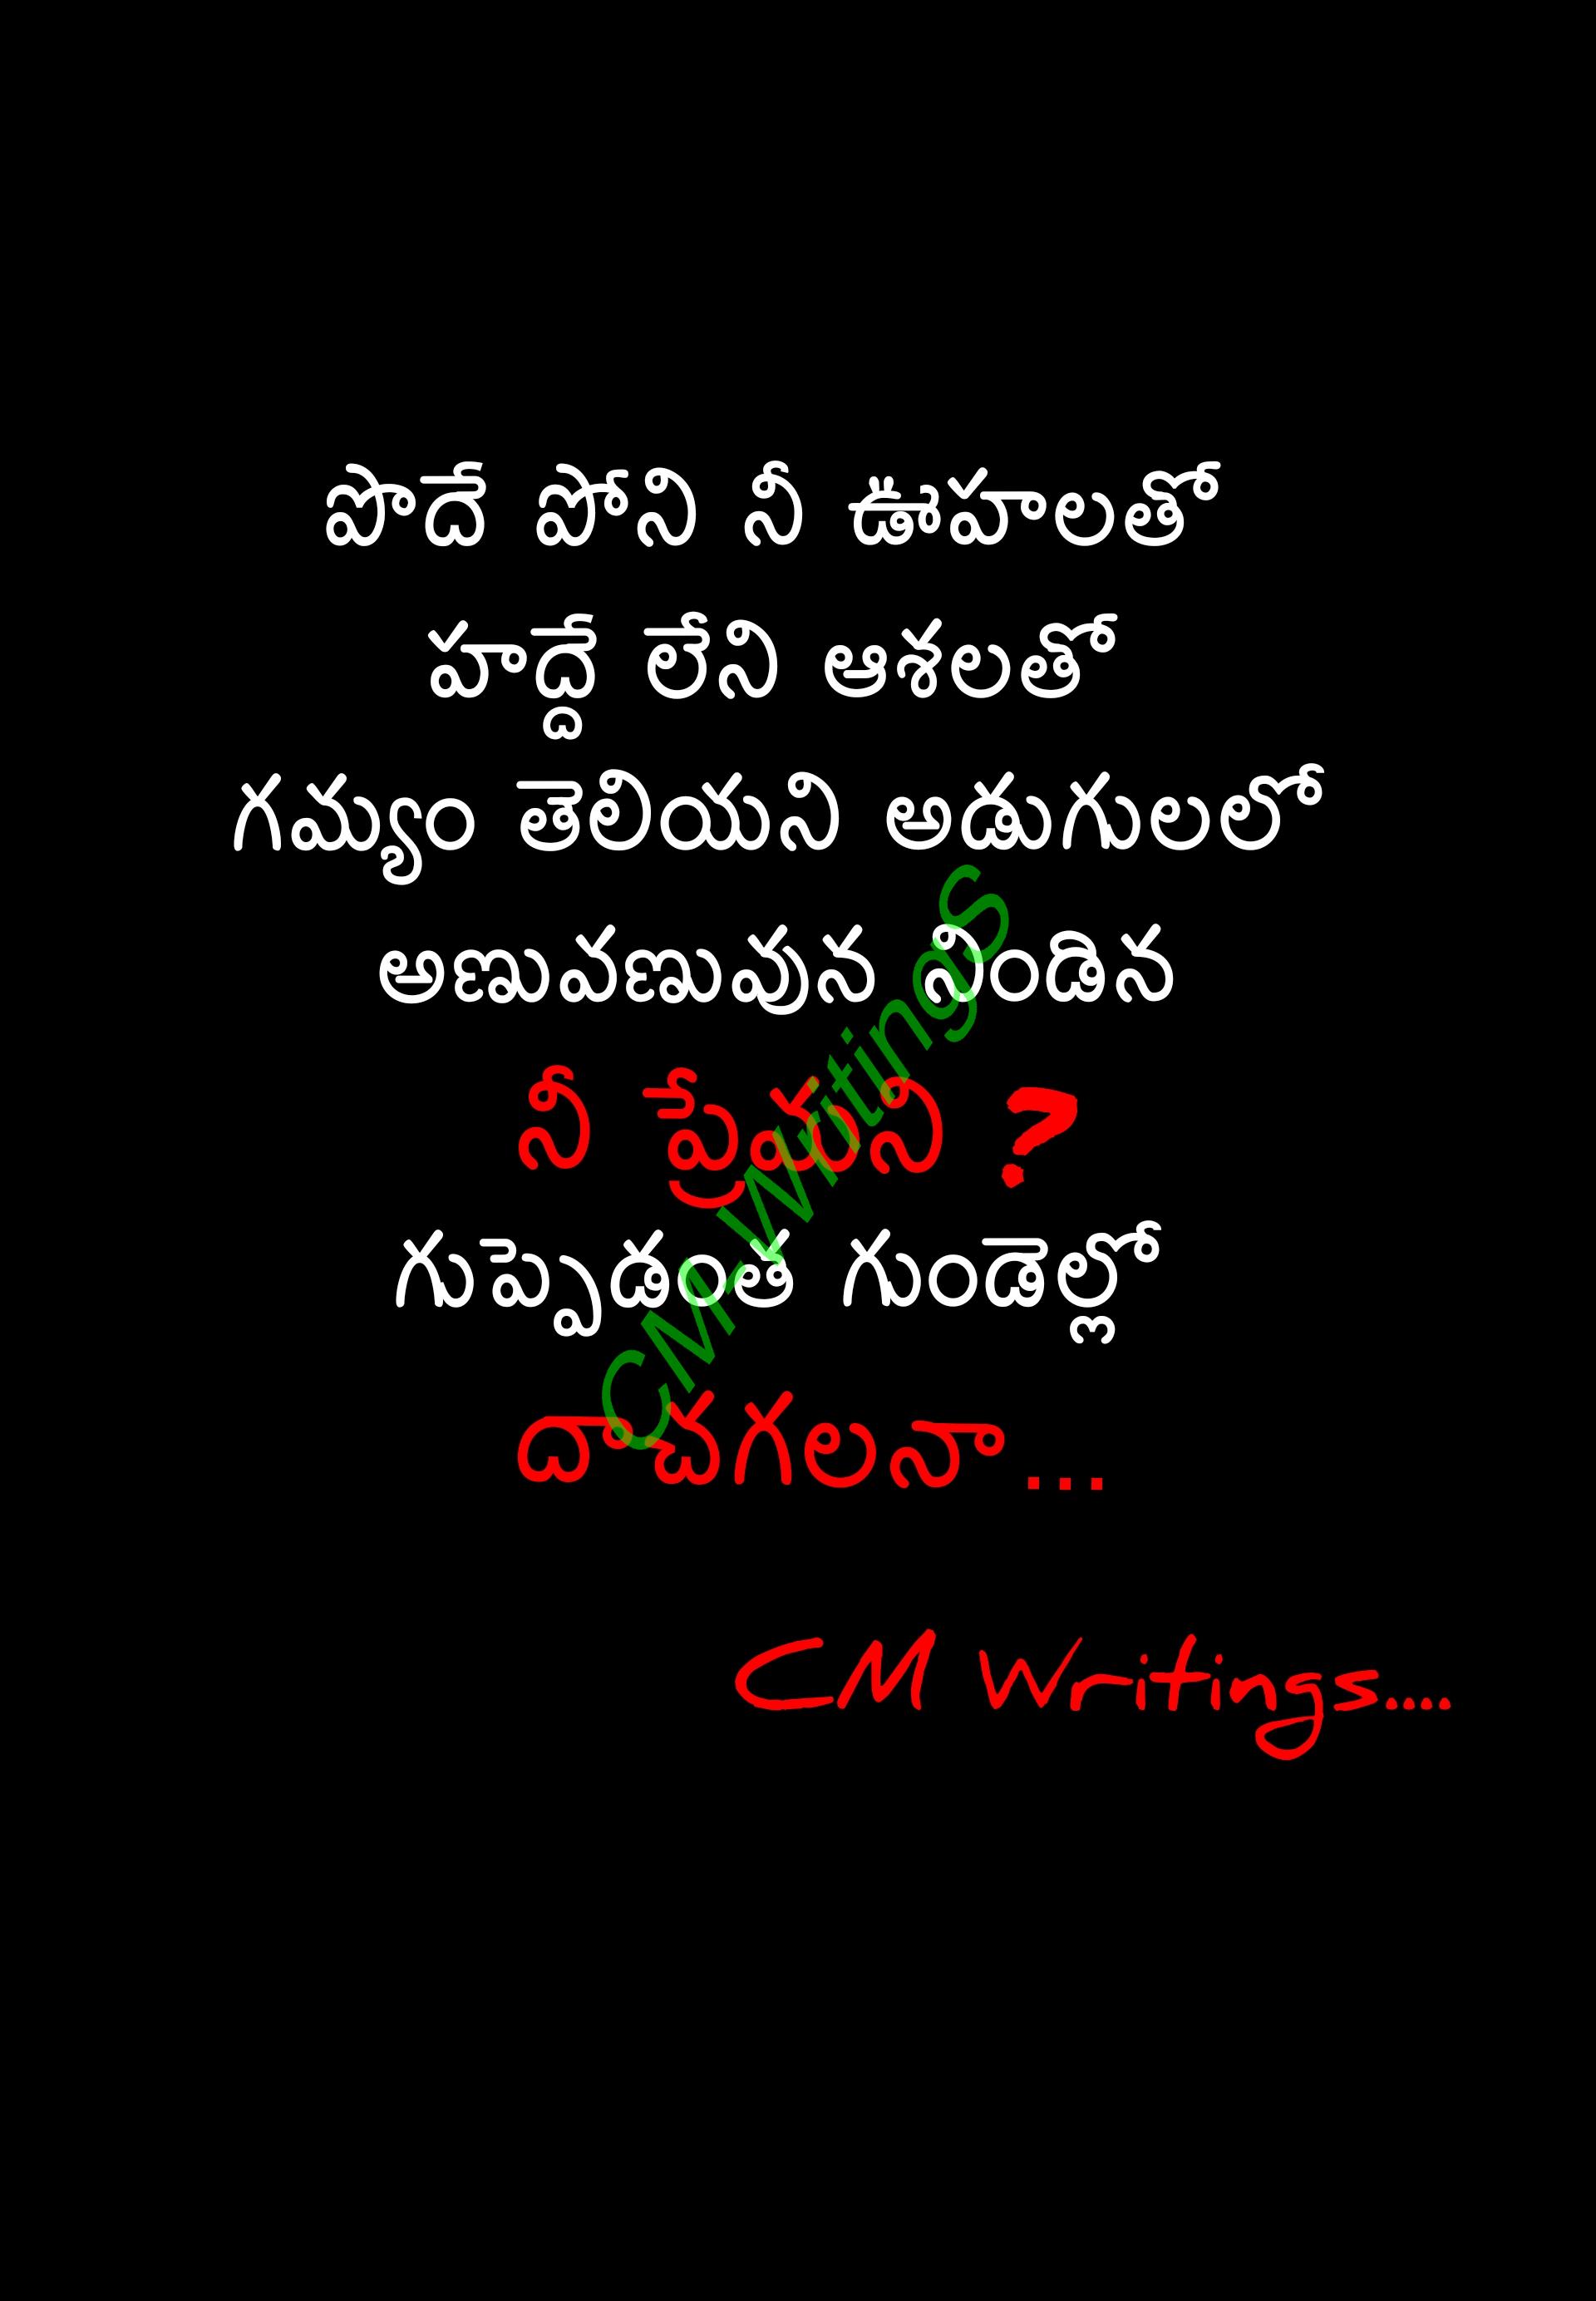 పొదే పోని నీ ఊహలతో
హద్దే లేని ఆశలతో
గమ్యం తెలియని అడుగులలో
అణువణువున నిండిన
నీ ప్రేమని ?
గుప్పెడంత గుండెల్లో
దాచగలనా ...
CM Writings
CM Writings....